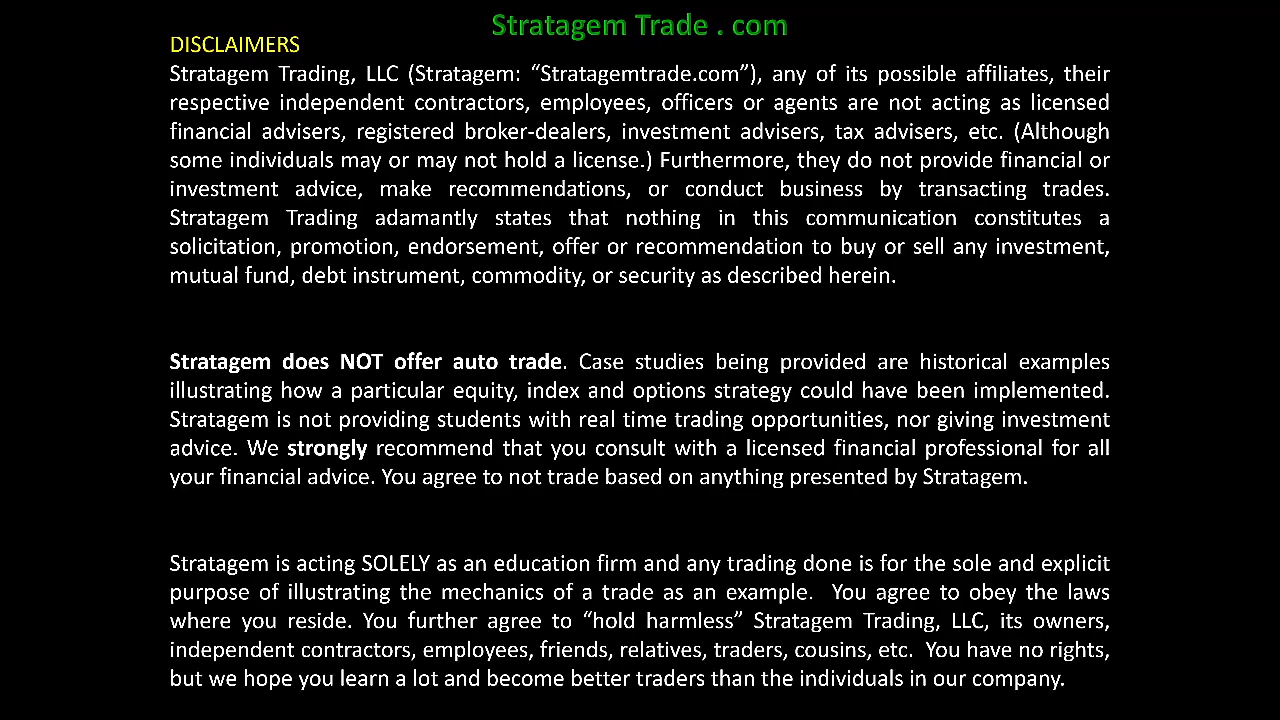 Stratagem Trade . com
DISCLAIMERS
Stratagem Trading, LLC (Stratagem: “Stratagemtrade.com”), any of its possible affiliates, their
respective independent contractors, employees, officers or agents are not acting as licensed
financial advisers, registered broker-dealers, investment advisers, tax advisers, etc. (Although
some individuals may or may not hold a license.) Furthermore, they do not provide financial or
investment advice, make recommendations, or conduct business by transacting trades.
Stratagem Trading adamantly states that nothing in this communication constitutes a
solicitation, promotion, endorsement, offer or recommendation to buy or sell any investment,
mutual fund, debt instrument, commodity, or security as described herein.
Stratagem does NOT offer auto trade. Case studies being provided are historical examples
illustrating how a particular equity, index and options strategy could have been implemented.
Stratagem is not providing students with real time trading opportunities, nor giving investment
advice. We strongly recommend that you consult with a licensed financial professional for all
your financial advice. You agree to not trade based on anything presented by Stratagem.
Stratagem is acting SOLELY as an education firm and any trading done is for the sole and explicit
purpose of illustrating the mechanics of a trade as an example.  You agree to obey the laws
where you reside. You further agree to “hold harmless” Stratagem Trading, LLC, its owners,
independent contractors, employees, friends, relatives, traders, cousins, etc.  You have no rights,
but we hope you learn a lot and become better traders than the individuals in our company.